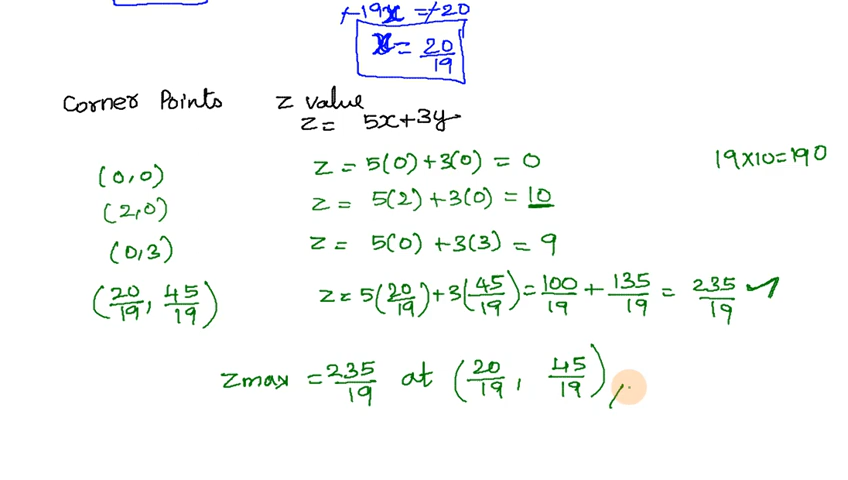 -19x = -20
x = 20/19
Corner Points Z value
Z = 5x+3y
19x10=190
(0,0) Z = 5(0)+3(0) = 0
(2,0) Z = 5(2)+3(0) = 10
(0,3) Z = 5(0)+3(3) = 9
(20/19, 45/19) Z = 5(20/19)+3(45/19) = 100/19 + 135/19 = 235/19 ✓
Zmax = 235/19 at (20/19, 45/19)